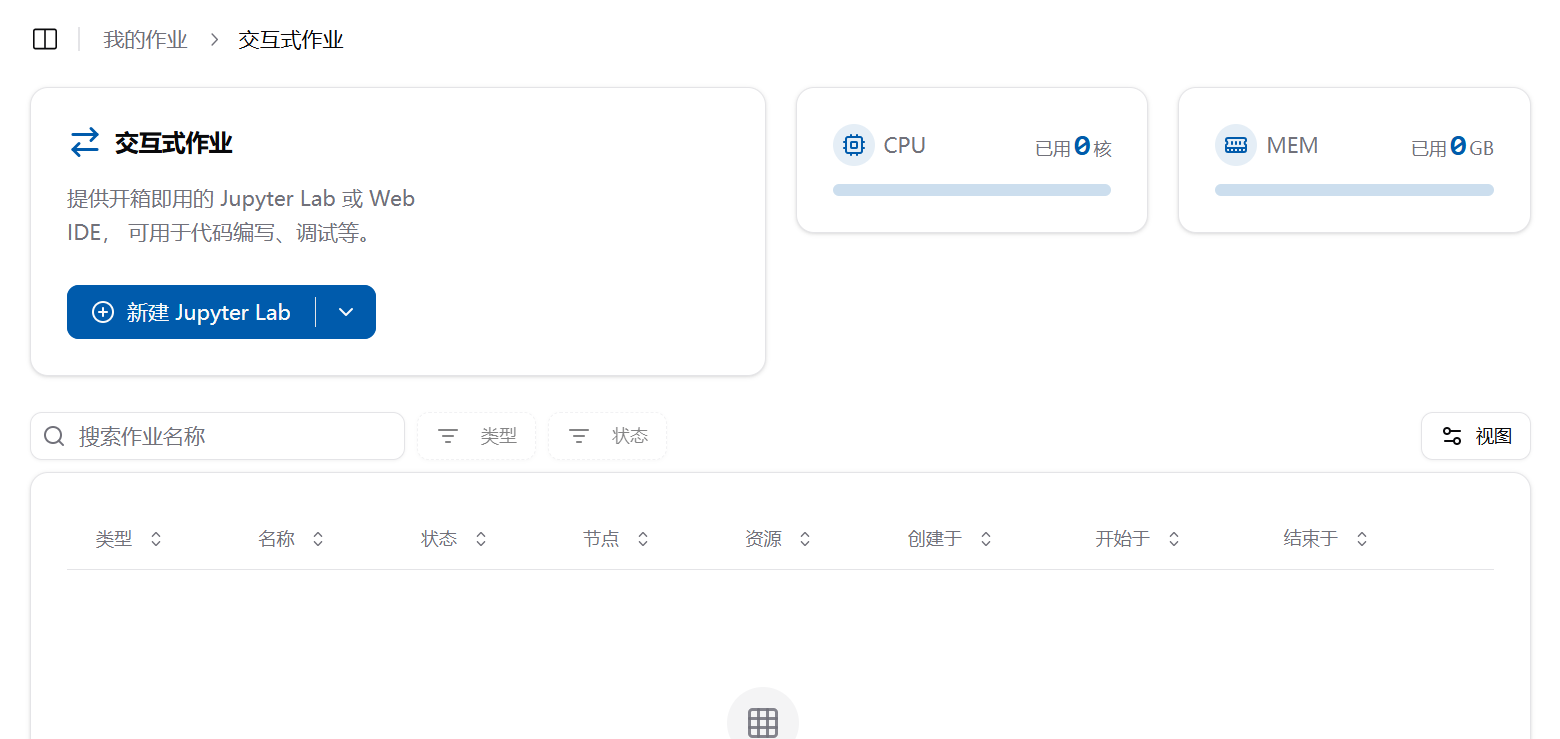 我的作业 > 交互式作业
交互式作业
提供开箱即用的 Jupyter Lab 或 Web
IDE， 可用于代码编写、调试等。
新建 Jupyter Lab
CPU 已用0核
MEM 已用0GB
搜索作业名称 类型 状态 视图
类型 名称 状态 节点 资源 创建于 开始于 结束于